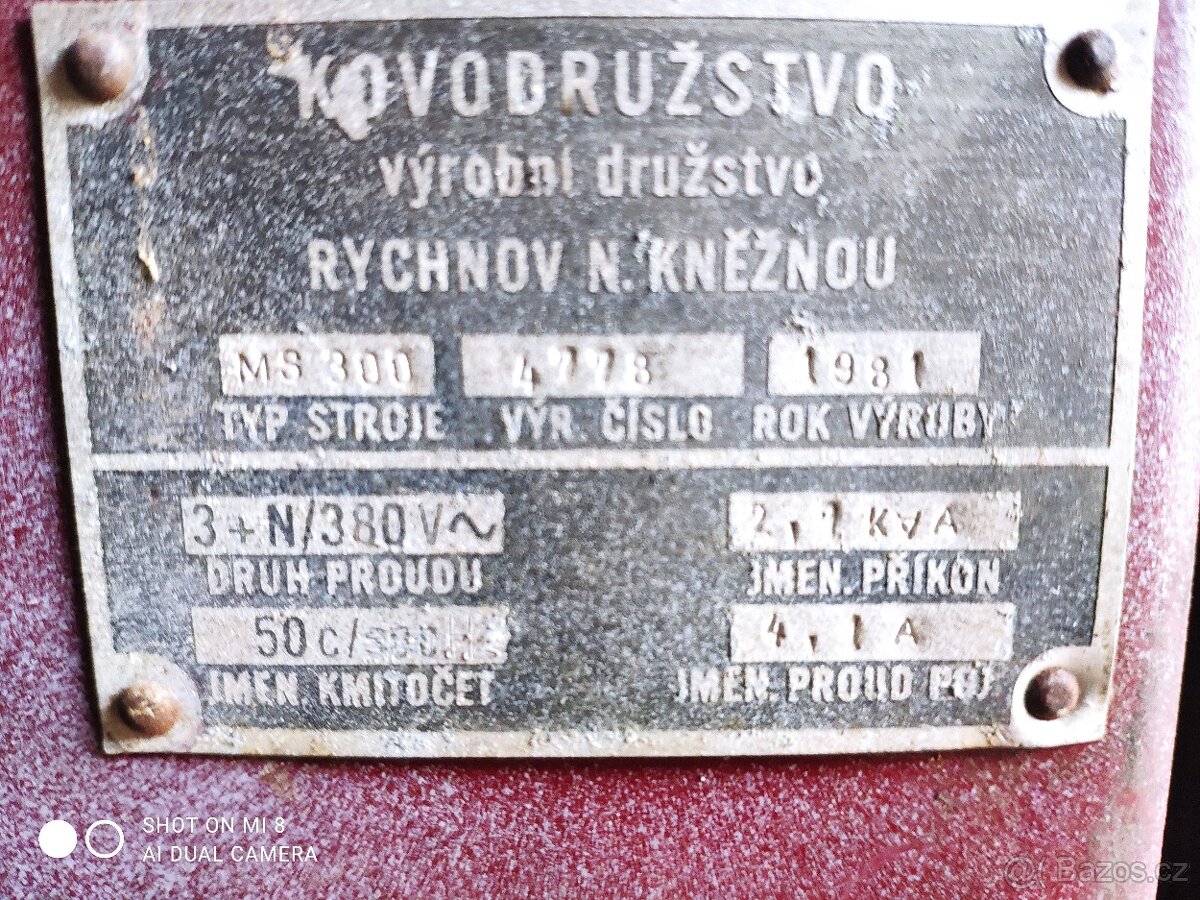 KOVODRUŽSTVO
výrobní družstvo
RYCHNOV N. KNĚŽNOU
MS 300 4778 1981
TYP STROJE VÝR. ČÍSLO ROK VÝROBY
3+N/380V~ 2,7 KVA
DRUH PROUDU JMEN. PŘÍKON
50 c/ 4,1 A
JMEN. KMITOČET JMEN. PROUD POJ
SHOT ON MI 8
AI DUAL CAMERA
Bazos.cz